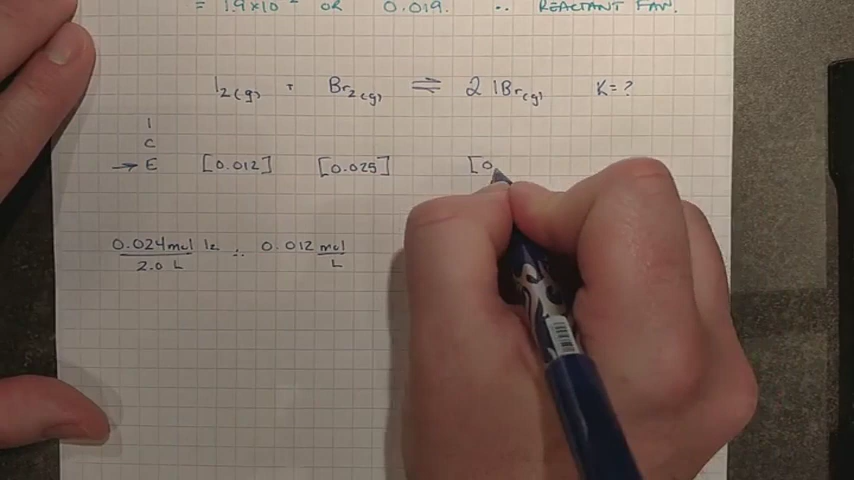 = 1.9×10⁻ OR 0.019. ∴ REACTANT FAV.
I₂(g) + Br₂(g) ⇌ 2 IBr(g) K = ?
I
C
→ E [0.012] [0.025] [0.
0.024 mol I₂ ∴ 0.012 mol
2.0 L L